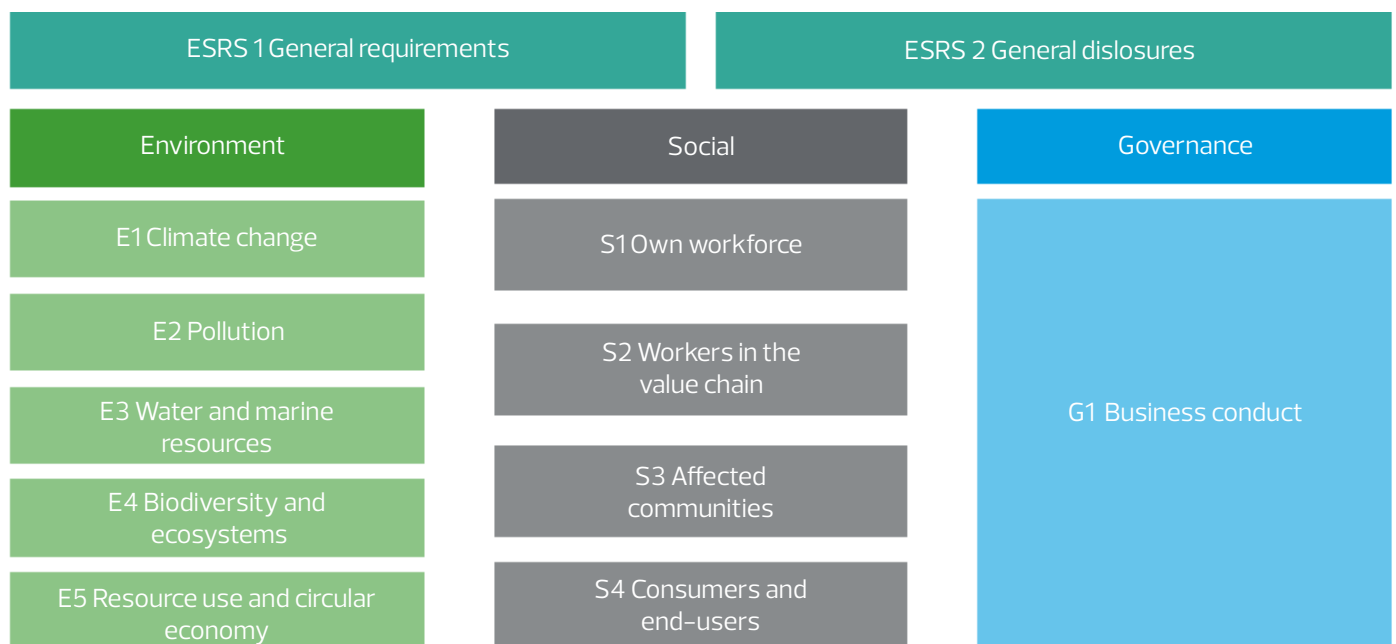 ESRS 1 General requirements
ESRS 2 General dislosures
Environment
Social
Governance
E1 Climate change
E2 Pollution
E3 Water and marine
resources
E4 Biodiversity and
ecosystems
E5 Resource use and circular
economy
S1 Own workforce
S2 Workers in the
value chain
S3 Affected
communities
S4 Consumers and
end-users
G1 Business conduct